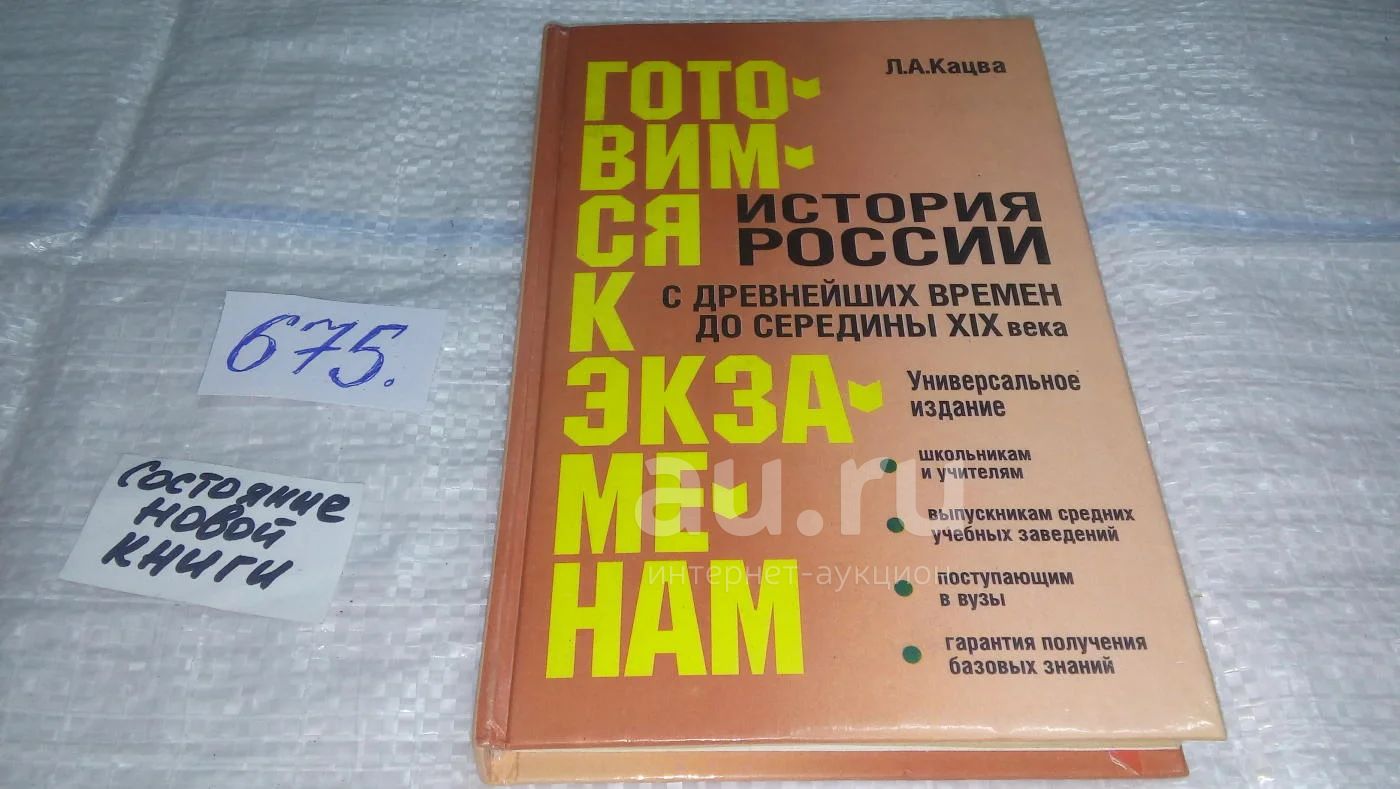 Л.А.Кацва
ГОТО-
ВИМ-
СЯ
К
ЭКЗА-
МЕ-
НАМ
ИСТОРИЯ
РОССИИ
С ДРЕВНЕЙШИХ ВРЕМЕН
ДО СЕРЕДИНЫ XIX века
Универсальное
издание
школьникам
и учителям
выпускникам средних
учебных заведений
поступающим
в вузы
гарантия получения
базовых знаний
675.
СОСТОЯНИЕ
НОВОЙ
КНИГИ
au.ru
интернет-аукцион